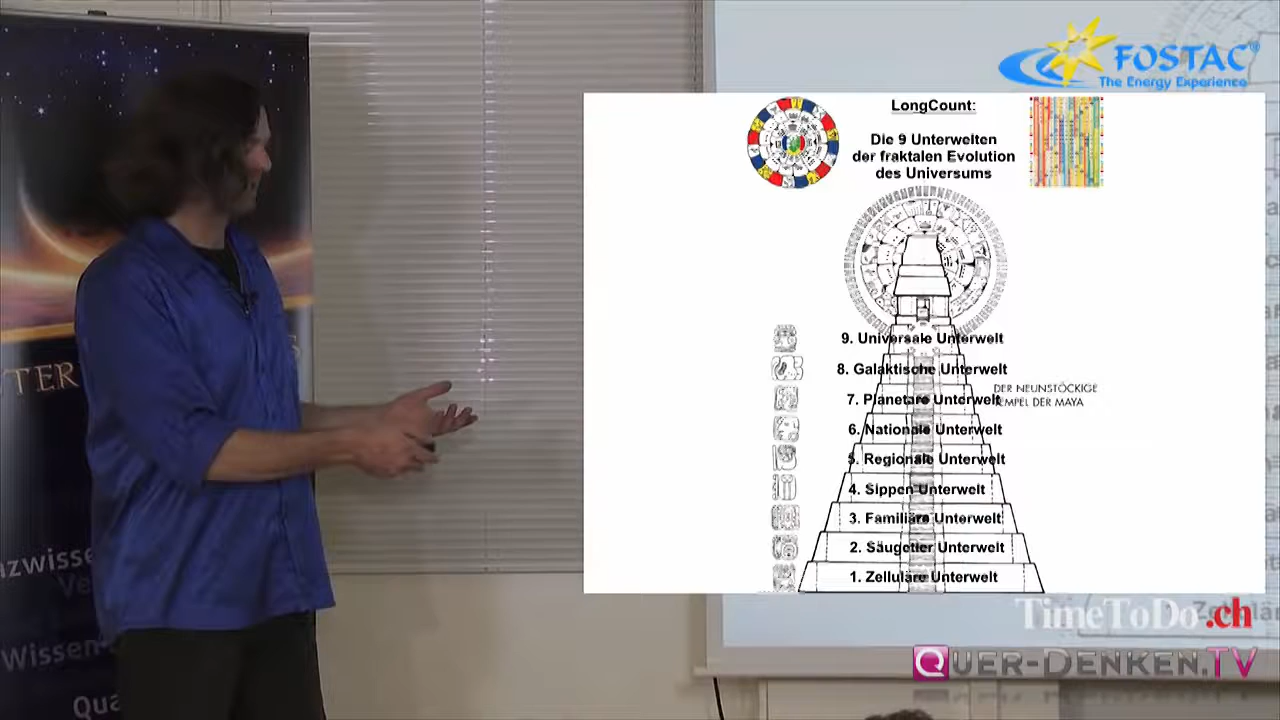 FOSTAC®
The Energy Experience
LongCount:
Die 9 Unterwelten
der fraktalen Evolution
des Universums
9. Universale Unterwelt
8. Galaktische Unterwelt
DER NEUNSTÖCKIGE
7. Planetare Unterwelt
TEMPEL DER MAYA
6. Nationale Unterwelt
5. Regionale Unterwelt
4. Sippen Unterwelt
3. Familiäre Unterwelt
2. Säugetier Unterwelt
1. Zelluläre Unterwelt
TimeToDo.ch
QUER-DENKEN.TV
Wissen
Qua